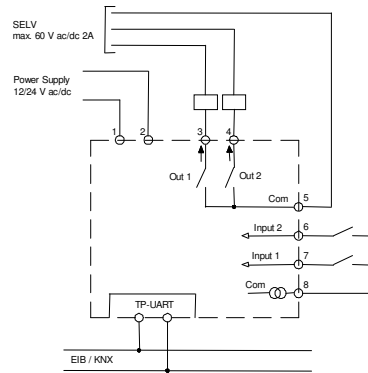 SELV
max. 60 V ac/dc 2A
Power Supply
12/24 V ac/dc
1 2 3 4
Out 1 Out 2
Com 5
Input 2 6
Input 1 7
Com 8
TP-UART
EIB / KNX